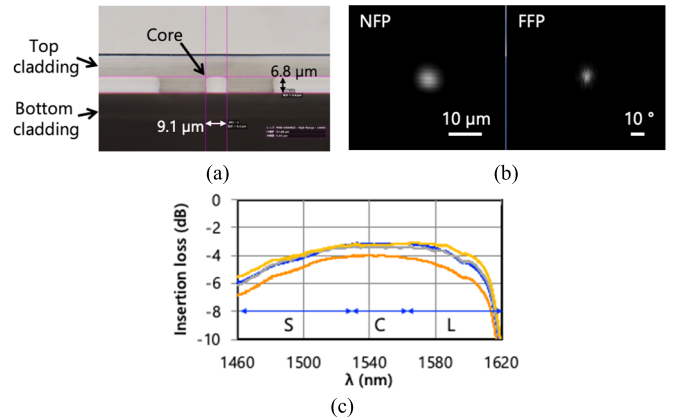 Top
cladding
Core
6.8 μm
Bottom
cladding
9.1 μm
(a)
NFP
FFP
10 μm
10 °
(b)
Insertion loss (dB)
0
-2
-4
-6
-8
-10
S
C
L
1460
1500
1540
1580
1620
λ (nm)
(c)